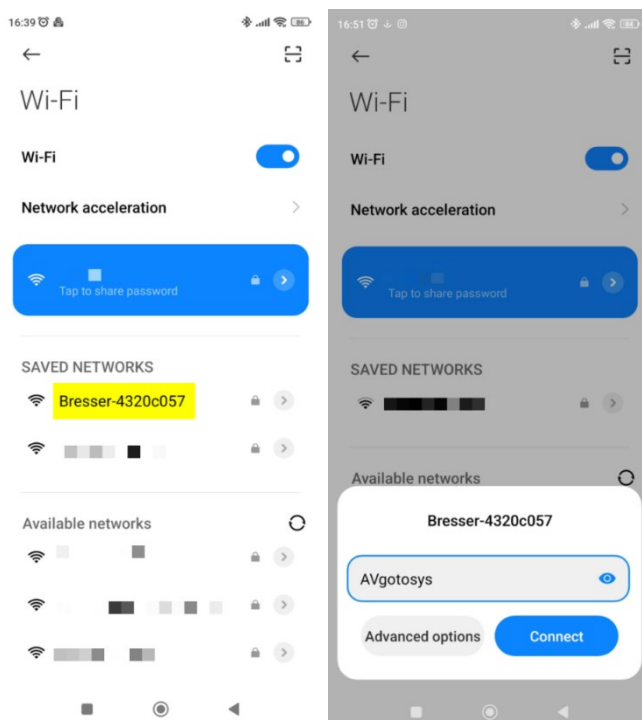 16:39
86
Wi-Fi
Wi-Fi
Network acceleration
Tap to share password
SAVED NETWORKS
Bresser-4320c057
Available networks
16:51
84
Wi-Fi
Wi-Fi
Network acceleration
Tap to share password
SAVED NETWORKS
Available networks
Bresser-4320c057
AVgotosys
Advanced options
Connect